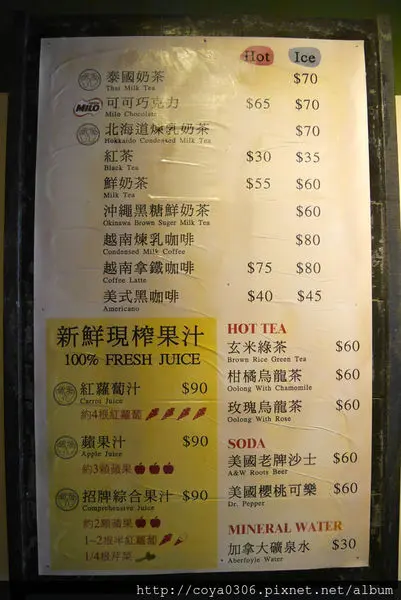 Hot Ice
泰國奶茶 $70
Thai Milk Tea
MILO 可可巧克力 $65 $70
Milo Chocolate
北海道煉乳奶茶 $70
Hokkaido Condensed Milk Tea
紅茶 $30 $35
Black Tea
鮮奶茶 $55 $60
Milk Tea
沖繩黑糖鮮奶茶 $60
Okinawa Brown Suger Milk Tea
越南煉乳咖啡 $80
Condensed Milk Coffee
越南拿鐵咖啡 $75 $80
Coffee Latte
美式黑咖啡 $40 $45
Americano
新鮮現榨果汁
100% FRESH JUICE
紅蘿蔔汁 $90
Carrot Juice
約4根紅蘿蔔
蘋果汁 $90
Apple Juice
約3顆蘋果
招牌綜合果汁 $90
Comprehensive Juice
約2顆蘋果
1~2根半紅蘿蔔
1/4根芹菜
HOT TEA
玄米綠茶 $60
Brown Rice Green Tea
柑橘烏龍茶 $60
Oolong With Chamomile
玫瑰烏龍茶 $60
Oolong With Rose
SODA
美國老牌沙士 $60
A&W Roots Beer
美國櫻桃可樂 $60
Dr. Pepper
MINERAL WATER
加拿大礦泉水 $30
Aberfoyle Water
http://coya0306.pixnet.net/album